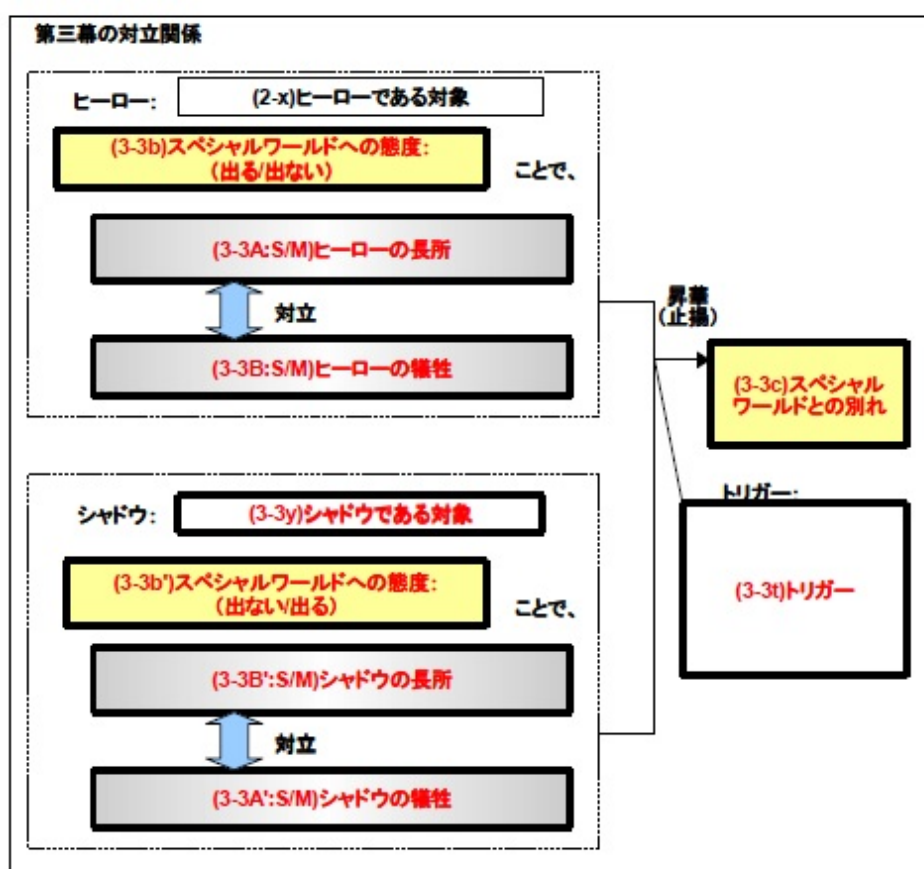 第三幕の対立関係
ヒーロー:
(2-x)ヒーローである対象
(3-3b)スペシャルワールドへの態度:
(出る/出ない)
ことで、
(3-3A:S/M)ヒーローの長所
対立
(3-3B:S/M)ヒーローの犠牲
昇華
(止揚)
(3-3c)スペシャル
ワールドとの別れ
トリガー:
(3-3t)トリガー
シャドウ:
(3-3y)シャドウである対象
(3-3b')スペシャルワールドへの態度:
(出ない/出る)
ことで、
(3-3B':S/M)シャドウの長所
対立
(3-3A':S/M)シャドウの犠牲